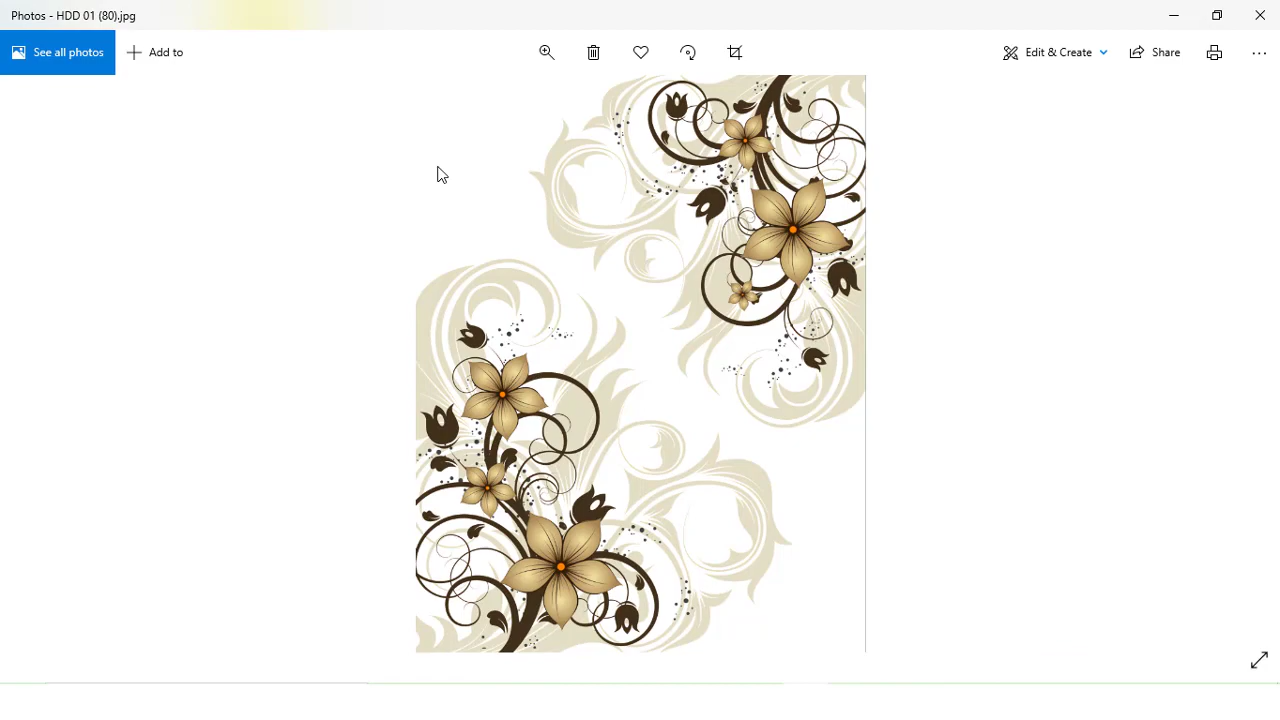 Photos - HDD 01 (80).jpg
See all photos
Add to
Edit & Create
Share